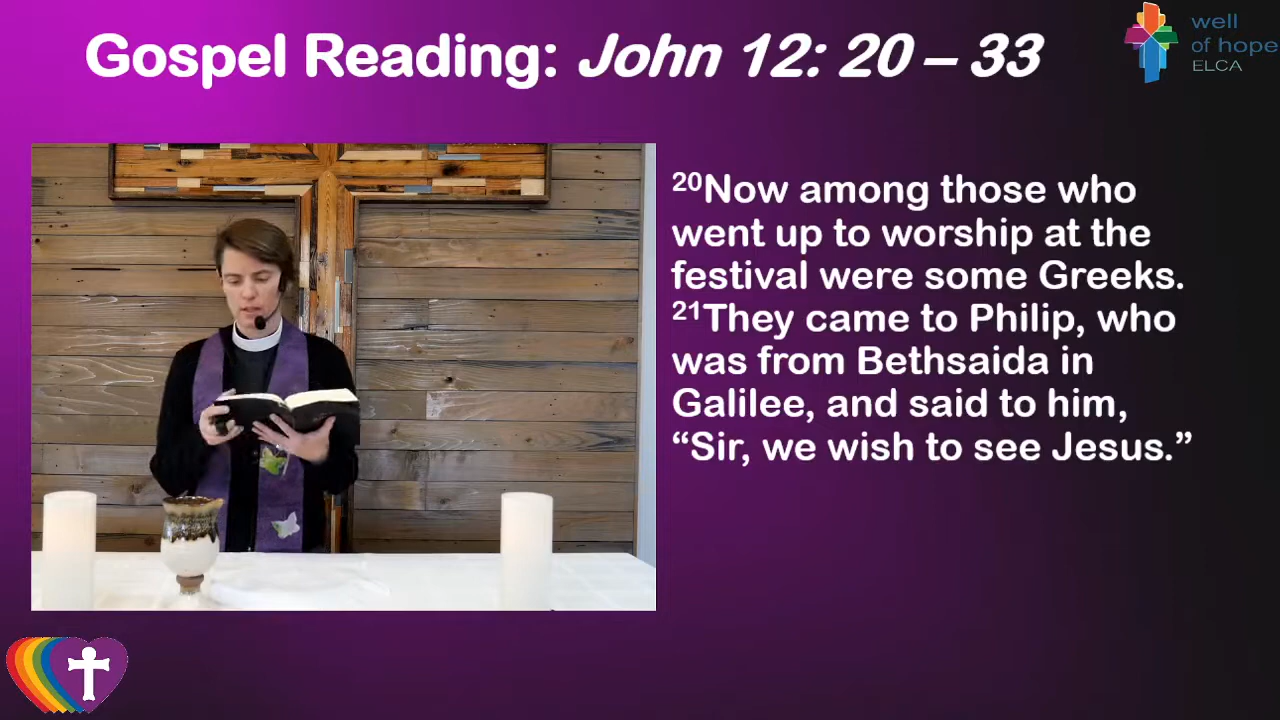 Gospel Reading: John 12: 20 – 33
well
of hope
ELCA
20Now among those who
went up to worship at the
festival were some Greeks.
21They came to Philip, who
was from Bethsaida in
Galilee, and said to him,
“Sir, we wish to see Jesus.”